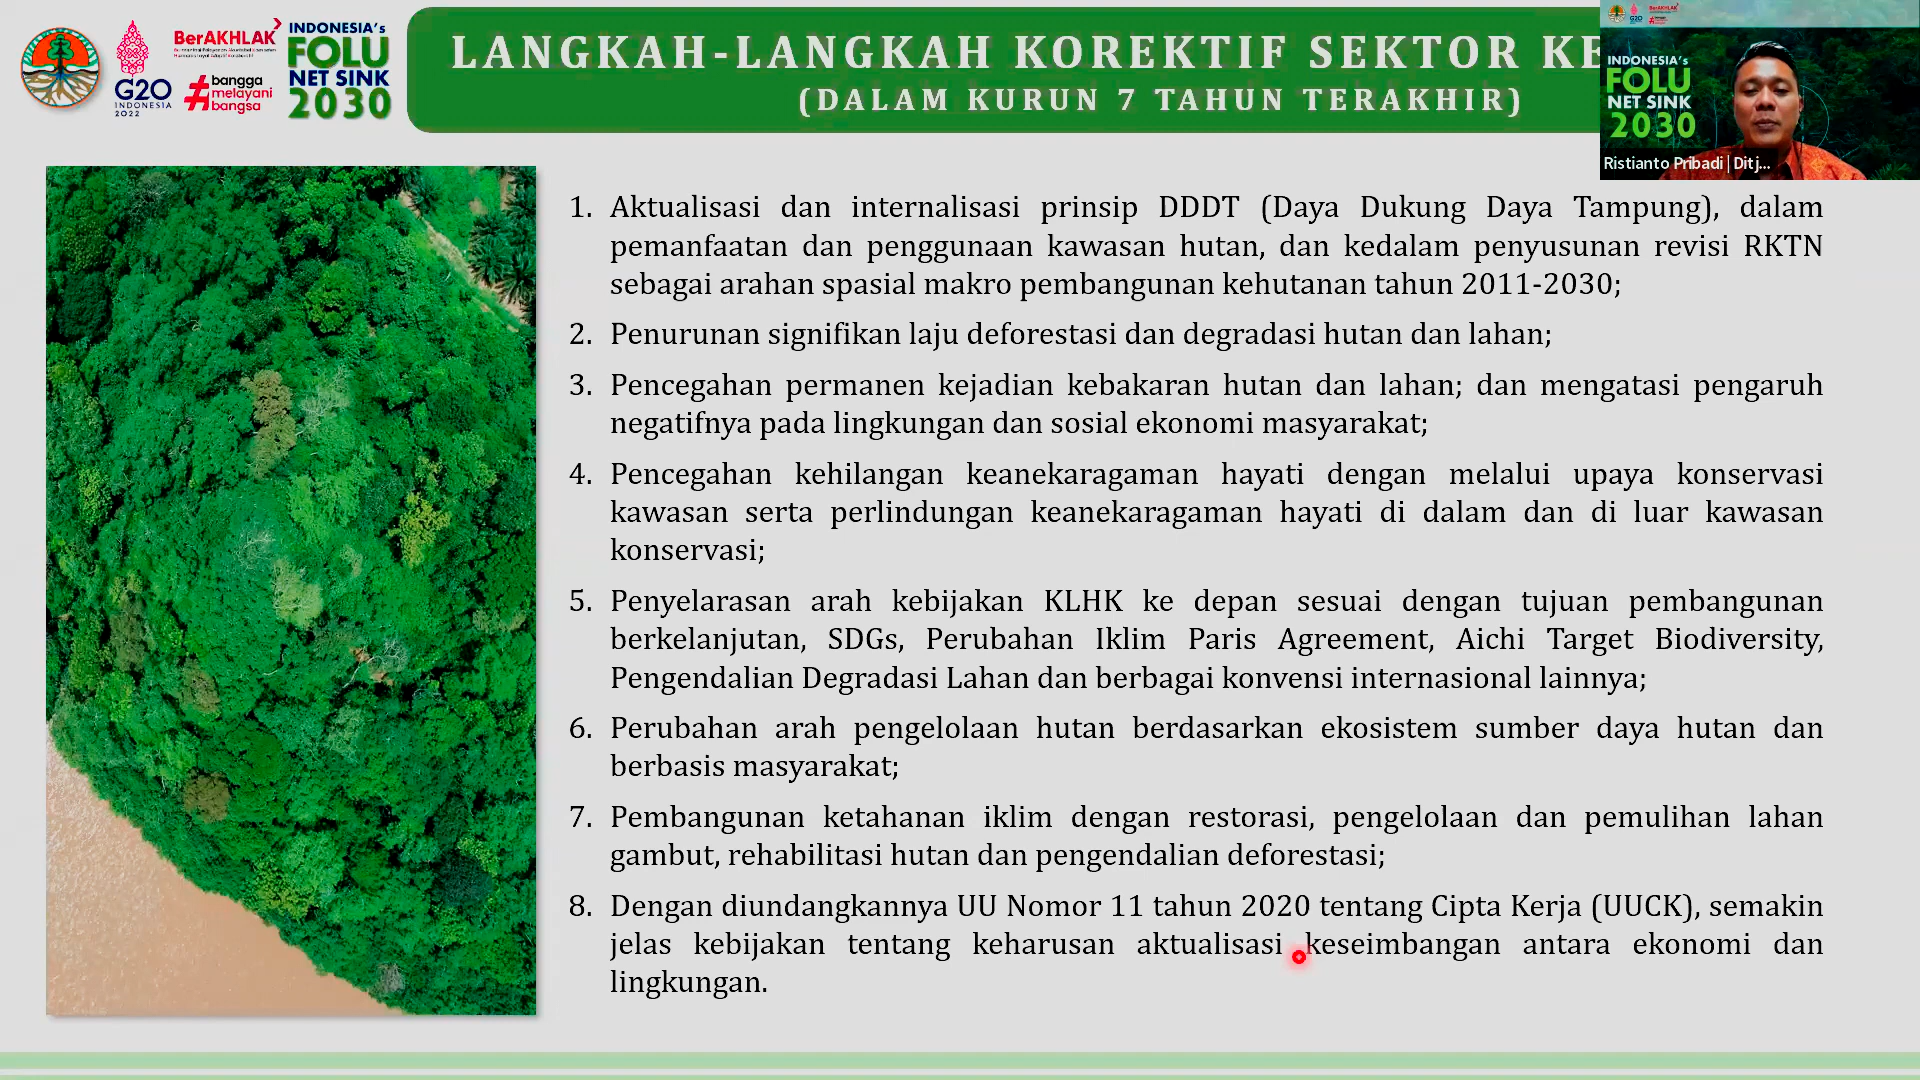 BerAKHLAK
G20
INDONESIA
2022
#bangga
melayani
bangsa
INDONESIA's
FOLU
NET SINK
2030
LANGKAH-LANGKAH KOREKTIF SEKTOR KE
(DALAM KURUN 7 TAHUN TERAKHIR)
INDONESIA's
FOLU
NET SINK
2030
Ristianto Pribadi | Ditj...
1. Aktualisasi dan internalisasi prinsip DDDT (Daya Dukung Daya Tampung), dalam
pemanfaatan dan penggunaan kawasan hutan, dan kedalam penyusunan revisi RKTN
sebagai arahan spasial makro pembangunan kehutanan tahun 2011-2030;
2. Penurunan signifikan laju deforestasi dan degradasi hutan dan lahan;
3. Pencegahan permanen kejadian kebakaran hutan dan lahan; dan mengatasi pengaruh
negatifnya pada lingkungan dan sosial ekonomi masyarakat;
4. Pencegahan kehilangan keanekaragaman hayati dengan melalui upaya konservasi
kawasan serta perlindungan keanekaragaman hayati di dalam dan di luar kawasan
konservasi;
5. Penyelarasan arah kebijakan KLHK ke depan sesuai dengan tujuan pembangunan
berkelanjutan, SDGs, Perubahan Iklim Paris Agreement, Aichi Target Biodiversity,
Pengendalian Degradasi Lahan dan berbagai konvensi internasional lainnya;
6. Perubahan arah pengelolaan hutan berdasarkan ekosistem sumber daya hutan dan
berbasis masyarakat;
7. Pembangunan ketahanan iklim dengan restorasi, pengelolaan dan pemulihan lahan
gambut, rehabilitasi hutan dan pengendalian deforestasi;
8. Dengan diundangkannya UU Nomor 11 tahun 2020 tentang Cipta Kerja (UUCK), semakin
jelas kebijakan tentang keharusan aktualisasi keseimbangan antara ekonomi dan
lingkungan.